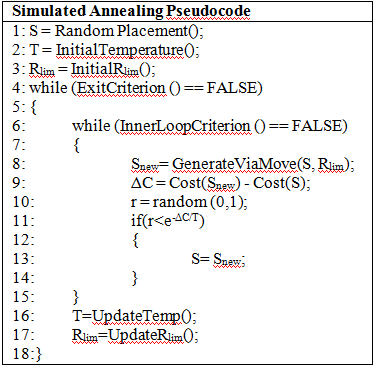 Simulated Annealing Pseudocode
1: S = Random Placement();
2: T = InitialTemperature();
3: Rlim = InitialRlim();
4: while (ExitCriterion () == FALSE)
5: {
6: while (InnerLoopCriterion () == FALSE)
7: {
8: Snew= GenerateViaMove(S, Rlim);
9: ΔC = Cost(Snew) - Cost(S);
10: r = random (0,1);
11: if(r<e-ΔC/T)
12: {
13: S= Snew;
14: }
15: }
16: T=UpdateTemp();
17: Rlim=UpdateRlim();
18:}